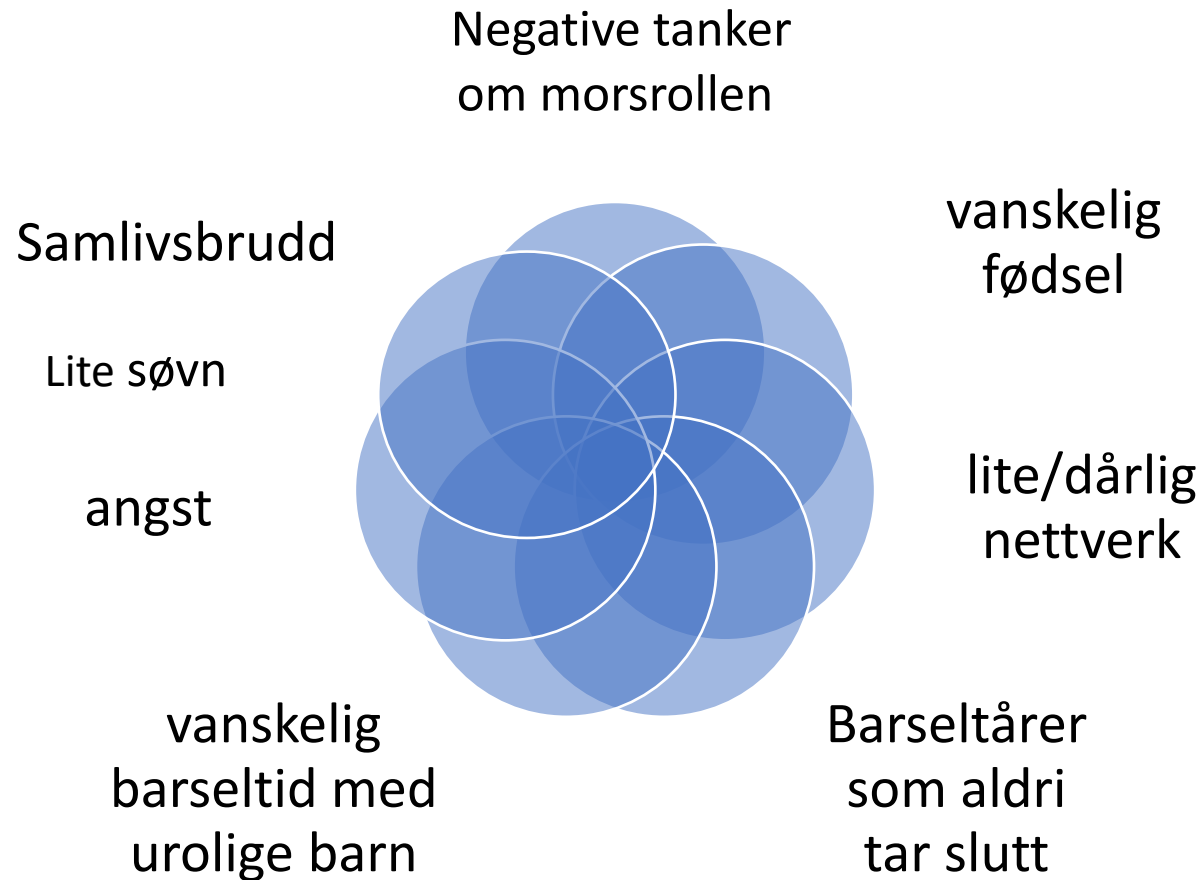 Negative tanker
om morsrollen
vanskelig
fødsel
lite/dårlig
nettverk
Barseltårer
som aldri
tar slutt
vanskelig
barseltid med
urolige barn
angst
Lite søvn
Samlivsbrudd